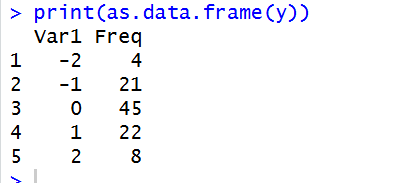 > print(as.data.frame(y))
  Var1 Freq
1   -2    4
2   -1   21
3    0   45
4    1   22
5    2    8
>